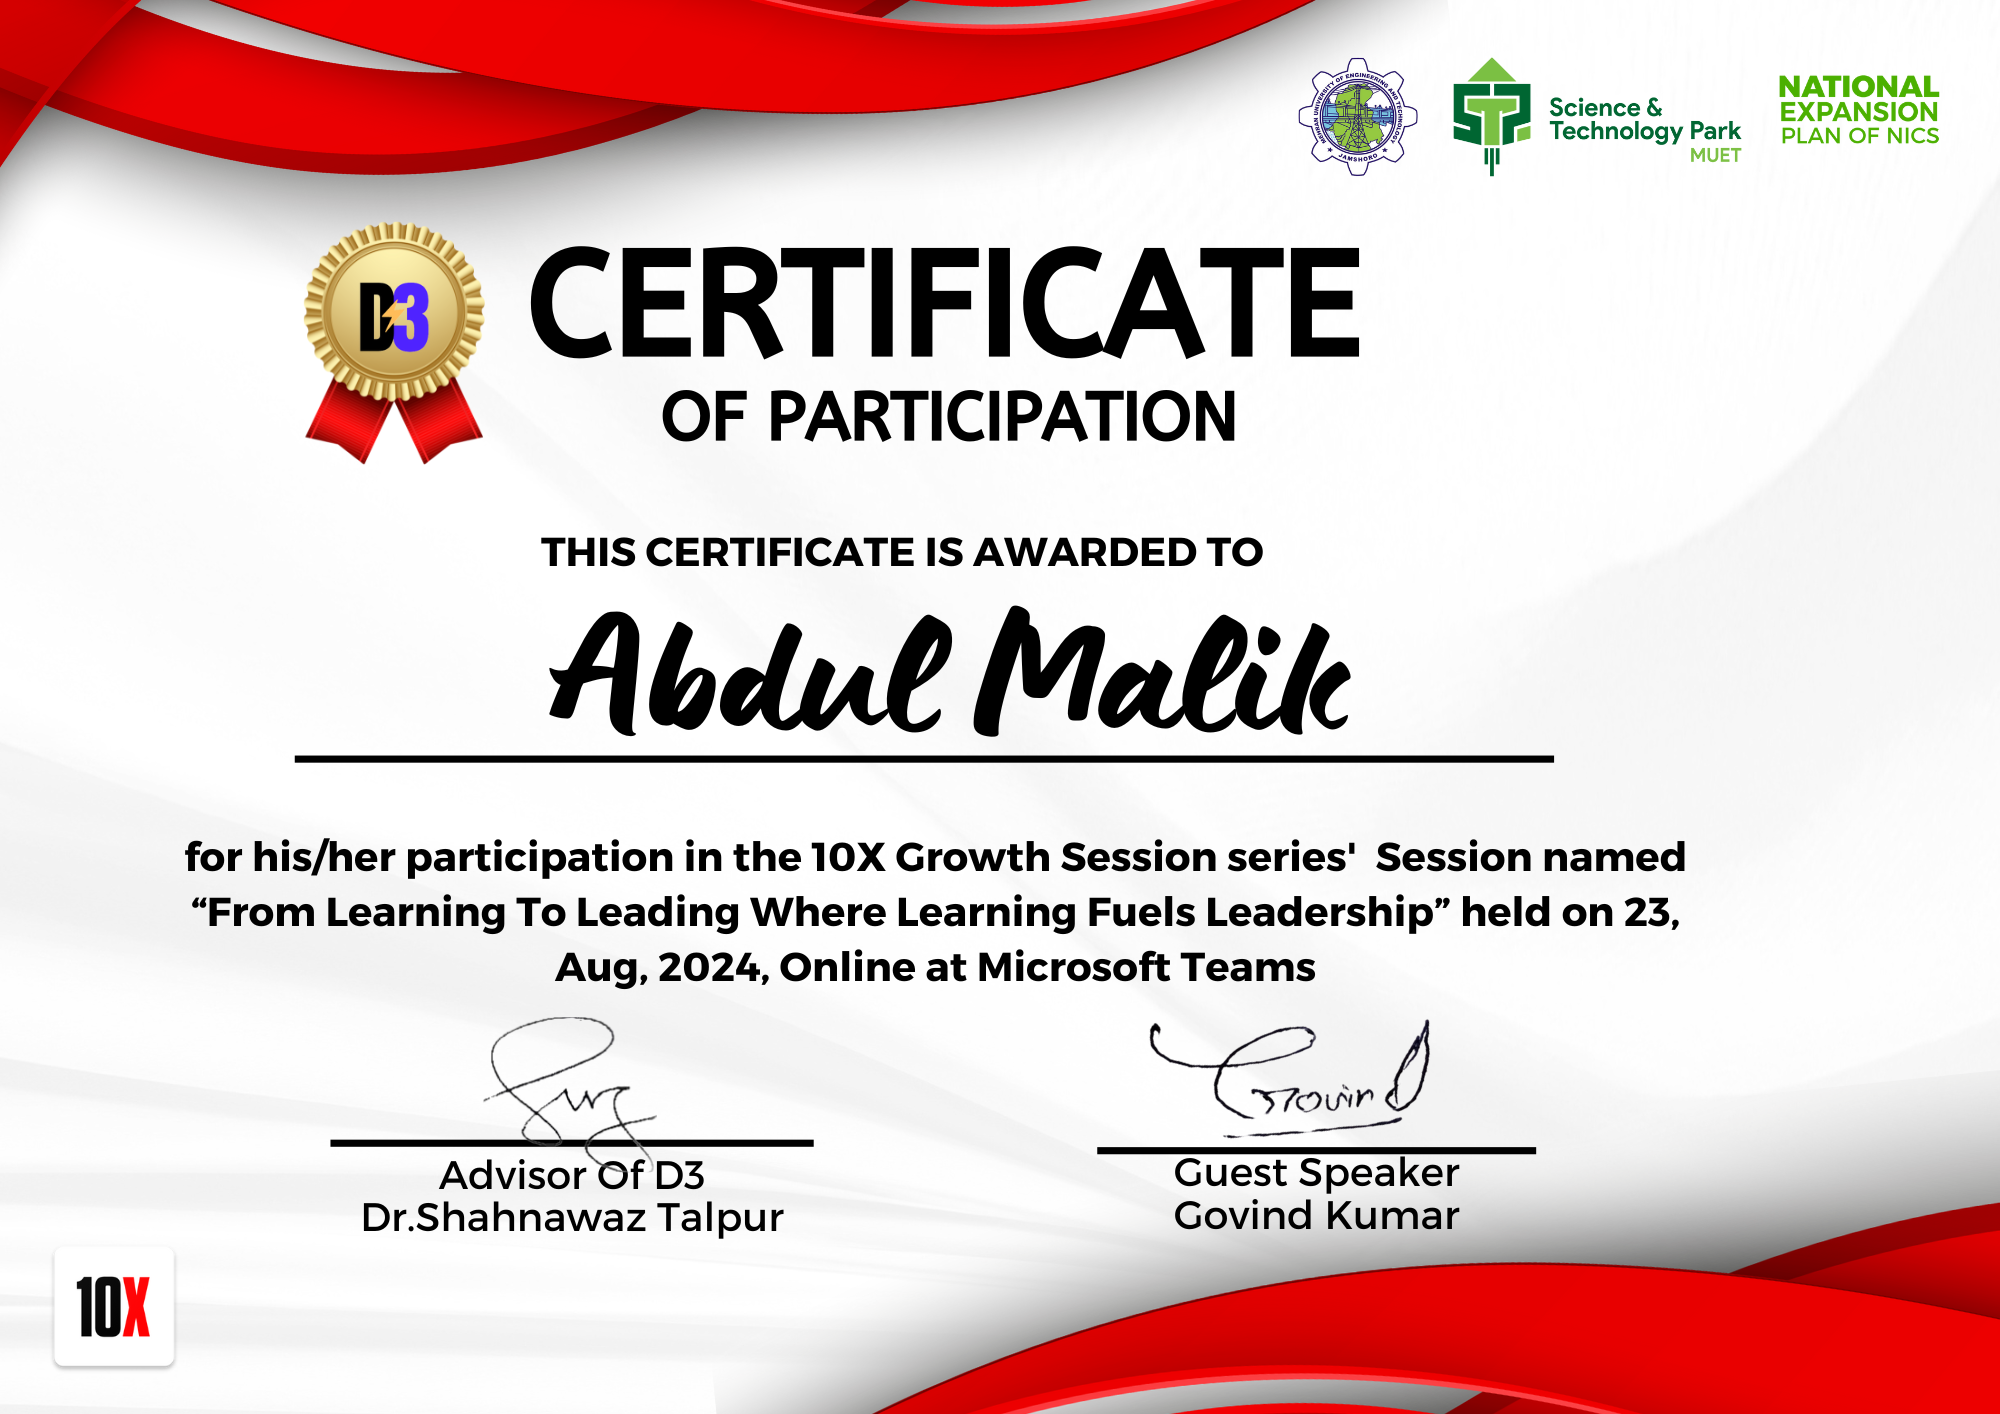 MEHRAN UNIVERSITY OF ENGINEERING AND TECHNOLOGY
JAMSHORO
Science &
Technology Park
MUET
NATIONAL
EXPANSION
PLAN OF NICS
D3
CERTIFICATE
OF PARTICIPATION
THIS CERTIFICATE IS AWARDED TO
Abdul Malik
for his/her participation in the 10X Growth Session series'  Session named
“From Learning To Leading Where Learning Fuels Leadership” held on 23,
Aug, 2024, Online at Microsoft Teams
Govind
Advisor Of D3
Dr.Shahnawaz Talpur
Guest Speaker
Govind Kumar
10X